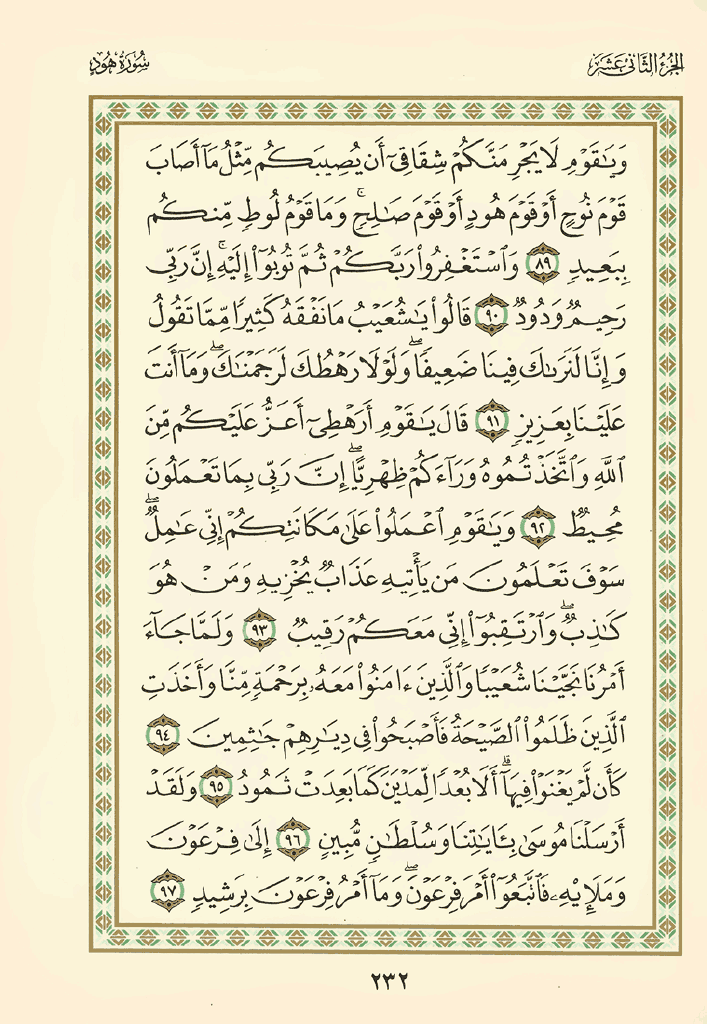 الجزء الثاني عشر
سورة هود
وَيَٰقَوْمِ لَا يَجْرِمَنَّكُمْ شِقَاقِىٓ أَن يُصِيبَكُم مِّثْلُ مَآ أَصَابَ
قَوْمَ نُوحٍ أَوْ قَوْمَ هُودٍ أَوْ قَوْمَ صَٰلِحٍۚ وَمَا قَوْمُ لُوطٍ مِّنكُم
بِبَعِيدٍ ٨٩ وَٱسْتَغْفِرُوا۟ رَبَّكُمْ ثُمَّ تُوبُوٓا۟ إِلَيْهِۚ إِنَّ رَبِّى
رَحِيمٌ وَدُودٌ ٩٠ قَالُوا۟ يَٰشُعَيْبُ مَا نَفْقَهُ كَثِيرًا مِّمَّا تَقُولُ
وَإِنَّا لَنَرَىٰكَ فِينَا ضَعِيفًاۖ وَلَوْلَا رَهْطُكَ لَرَجَمْنَٰكَۖ وَمَآ أَنتَ
عَلَيْنَا بِعَزِيزٍ ٩١ قَالَ يَٰقَوْمِ أَرَهْطِىٓ أَعَزُّ عَلَيْكُم مِّنَ
ٱللَّهِ وَٱتَّخَذْتُمُوهُ وَرَآءَكُمْ ظِهْرِيًّاۖ إِنَّ رَبِّى بِمَا تَعْمَلُونَ
مُحِيطٌ ٩٢ وَيَٰقَوْمِ ٱعْمَلُوا۟ عَلَىٰ مَكَانَتِكُمْ إِنِّى عَٰمِلٌۖ
سَوْفَ تَعْلَمُونَ مَن يَأْتِيهِ عَذَابٌ يُخْزِيهِ وَمَنْ هُوَ
كَٰذِبٌۖ وَٱرْتَقِبُوٓا۟ إِنِّى مَعَكُمْ رَقِيبٌ ٩٣ وَلَمَّا جَآءَ
أَمْرُنَا نَجَّيْنَا شُعَيْبًا وَٱلَّذِينَ ءَامَنُوا۟ مَعَهُۥ بِرَحْمَةٍ مِّنَّا وَأَخَذَتِ
ٱلَّذِينَ ظَلَمُوا۟ ٱلصَّيْحَةُ فَأَصْبَحُوا۟ فِى دِيَٰرِهِمْ جَٰثِمِينَ ٩٤
كَأَن لَّمْ يَغْنَوْا۟ فِيهَآۗ أَلَا بُعْدًا لِّمَدْيَنَ كَمَا بَعِدَتْ ثَمُودُ ٩٥ وَلَقَدْ
أَرْسَلْنَا مُوسَىٰ بِـَٔايَٰتِنَا وَسُلْطَٰنٍ مُّبِينٍ ٩٦ إِلَىٰ فِرْعَوْنَ
وَمَلَإِي۟هِۦ فَٱتَّبَعُوٓا۟ أَمْرَ فِرْعَوْنَۖ وَمَآ أَمْرُ فِرْعَوْنَ بِرَشِيدٍ ٩٧
٢٣٢